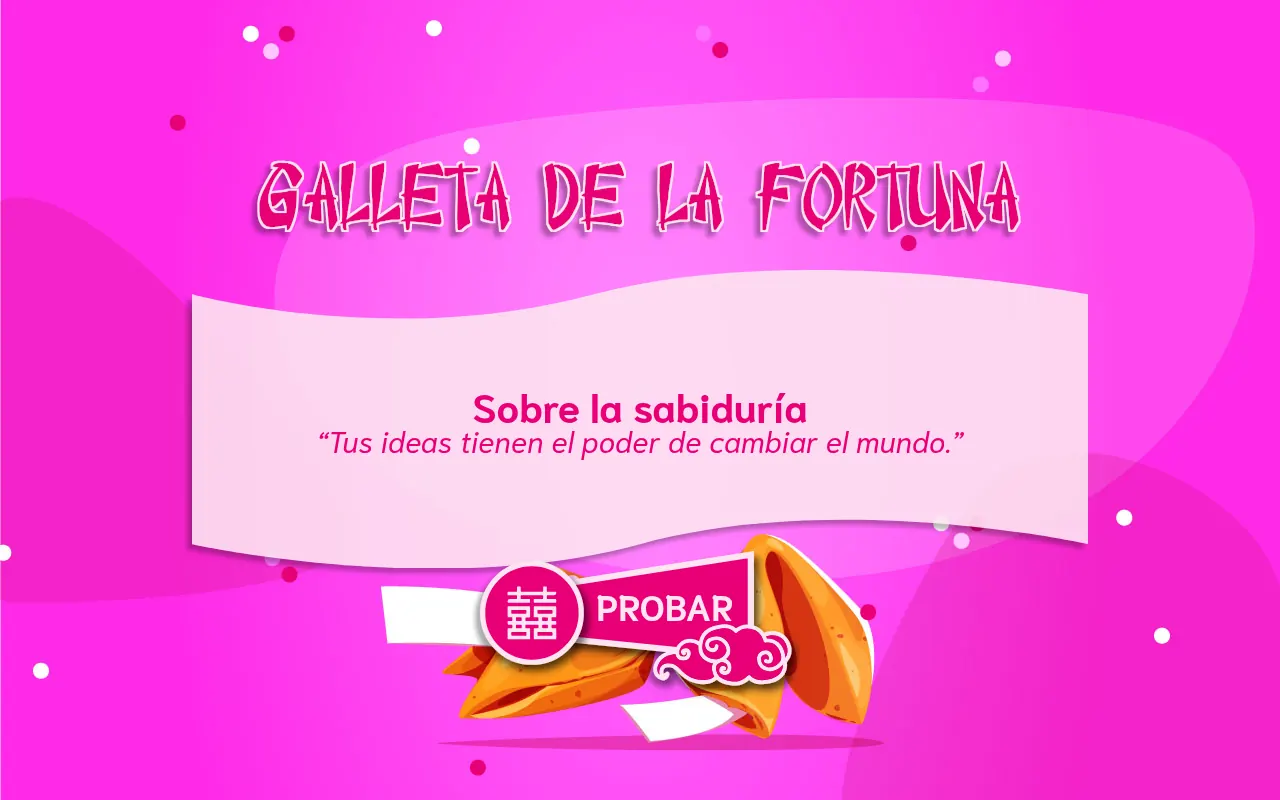 GALLETA DE LA FORTUNA
Sobre la sabiduría
“Tus ideas tienen el poder de cambiar el mundo.”
囍 PROBAR